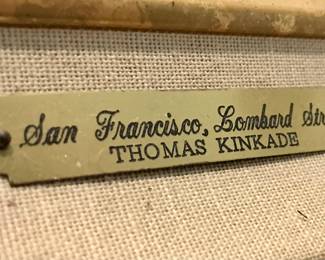 San Francisco, Lombard Str
THOMAS KINKADE